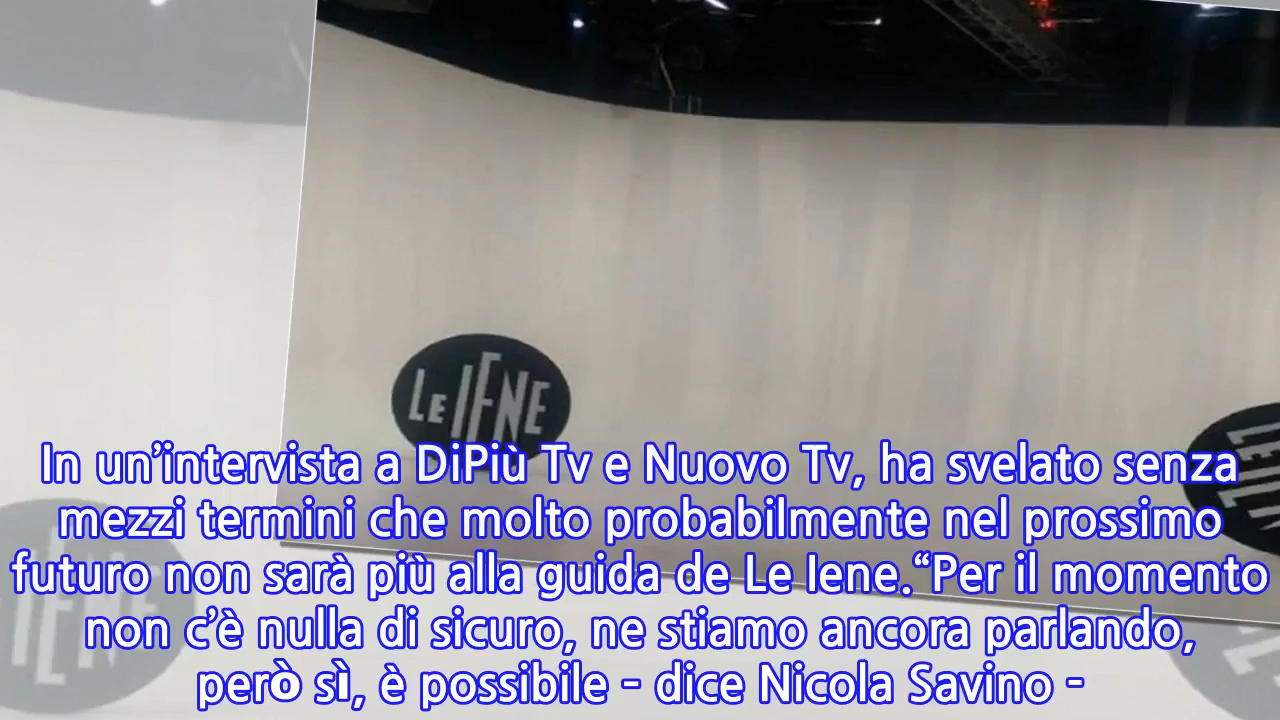 LE IENE
In un’intervista a DiPiù Tv e Nuovo Tv, ha svelato senza
mezzi termini che molto probabilmente nel prossimo
futuro non sarà più alla guida de Le Iene.“Per il momento
non c’è nulla di sicuro, ne stiamo ancora parlando,
però sì, è possibile - dice Nicola Savino -